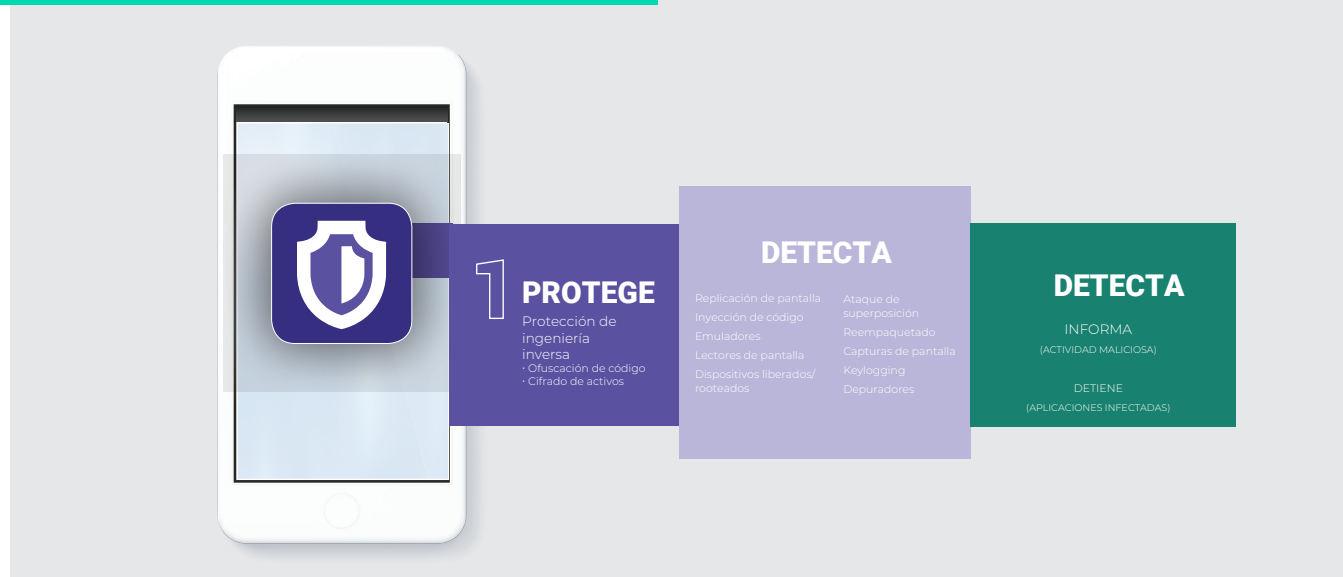 1
PROTEGE
Protección de
ingeniería
inversa
• Ofuscación de código
• Cifrado de activos
DETECTA
Replicación de pantalla
Inyección de código
Emuladores
Lectores de pantalla
Dispositivos liberados/
rooteados
Ataque de
superposición
Reempaquetado
Capturas de pantalla
Keylogging
Depuradores
DETECTA
INFORMA
(ACTIVIDAD MALICIOSA)
DETIENE
(APLICACIONES INFECTADAS)